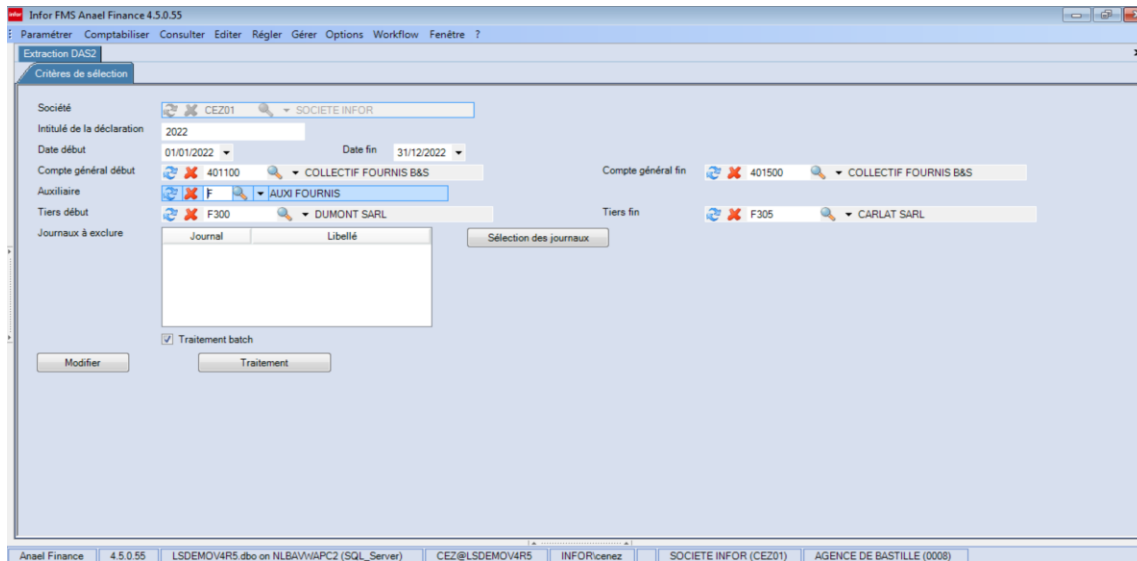 infor Infor FMS Anael Finance 4.5.0.55
Paramétrer Comptabiliser Consulter Editer Régler Gérer Options Workflow Fenêtre ?
Extraction DAS2
Critères de sélection
Société CEZ01 SOCIETE INFOR
Intitulé de la déclaration 2022
Date début 01/01/2022 Date fin 31/12/2022
Compte général début 401100 COLLECTIF FOURNIS B&S Compte général fin 401500 COLLECTIF FOURNIS B&S
Auxiliaire F AUXI FOURNIS
Tiers début F300 DUMONT SARL Tiers fin F305 CARLAT SARL
Journaux à exclure Journal Libellé Sélection des journaux
Traitement batch
Modifier Traitement
Anael Finance 4.5.0.55 LSDEMOV4R5.dbo on NLBAVWAPC2 (SQL_Server) CEZ@LSDEMOV4R5 INFOR\cenez SOCIETE INFOR (CEZ01) AGENCE DE BASTILLE (0008)